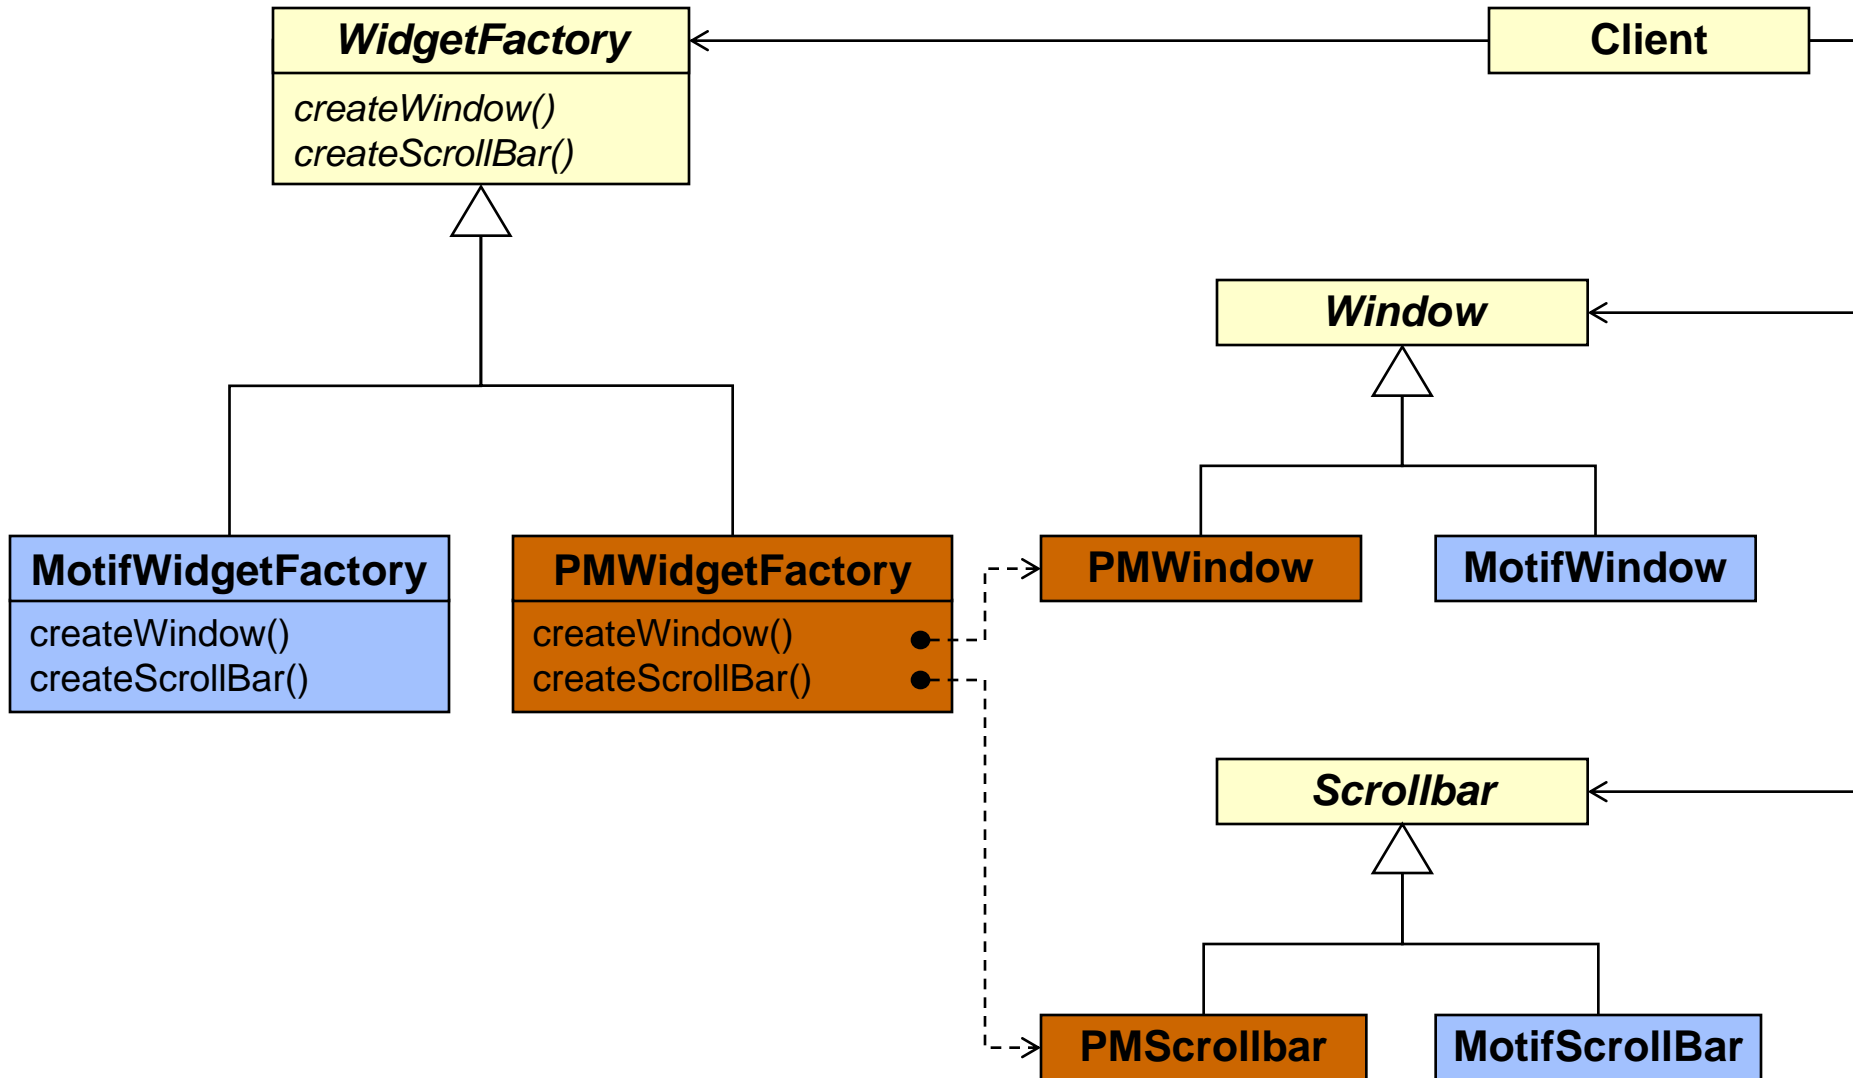 WidgetFactory
createWindow()
createScrollBar()
Client
Window
MotifWidgetFactory
createWindow()
createScrollBar()
PMWidgetFactory
createWindow()
createScrollBar()
PMWindow
MotifWindow
Scrollbar
PMScrollbar
MotifScrollBar